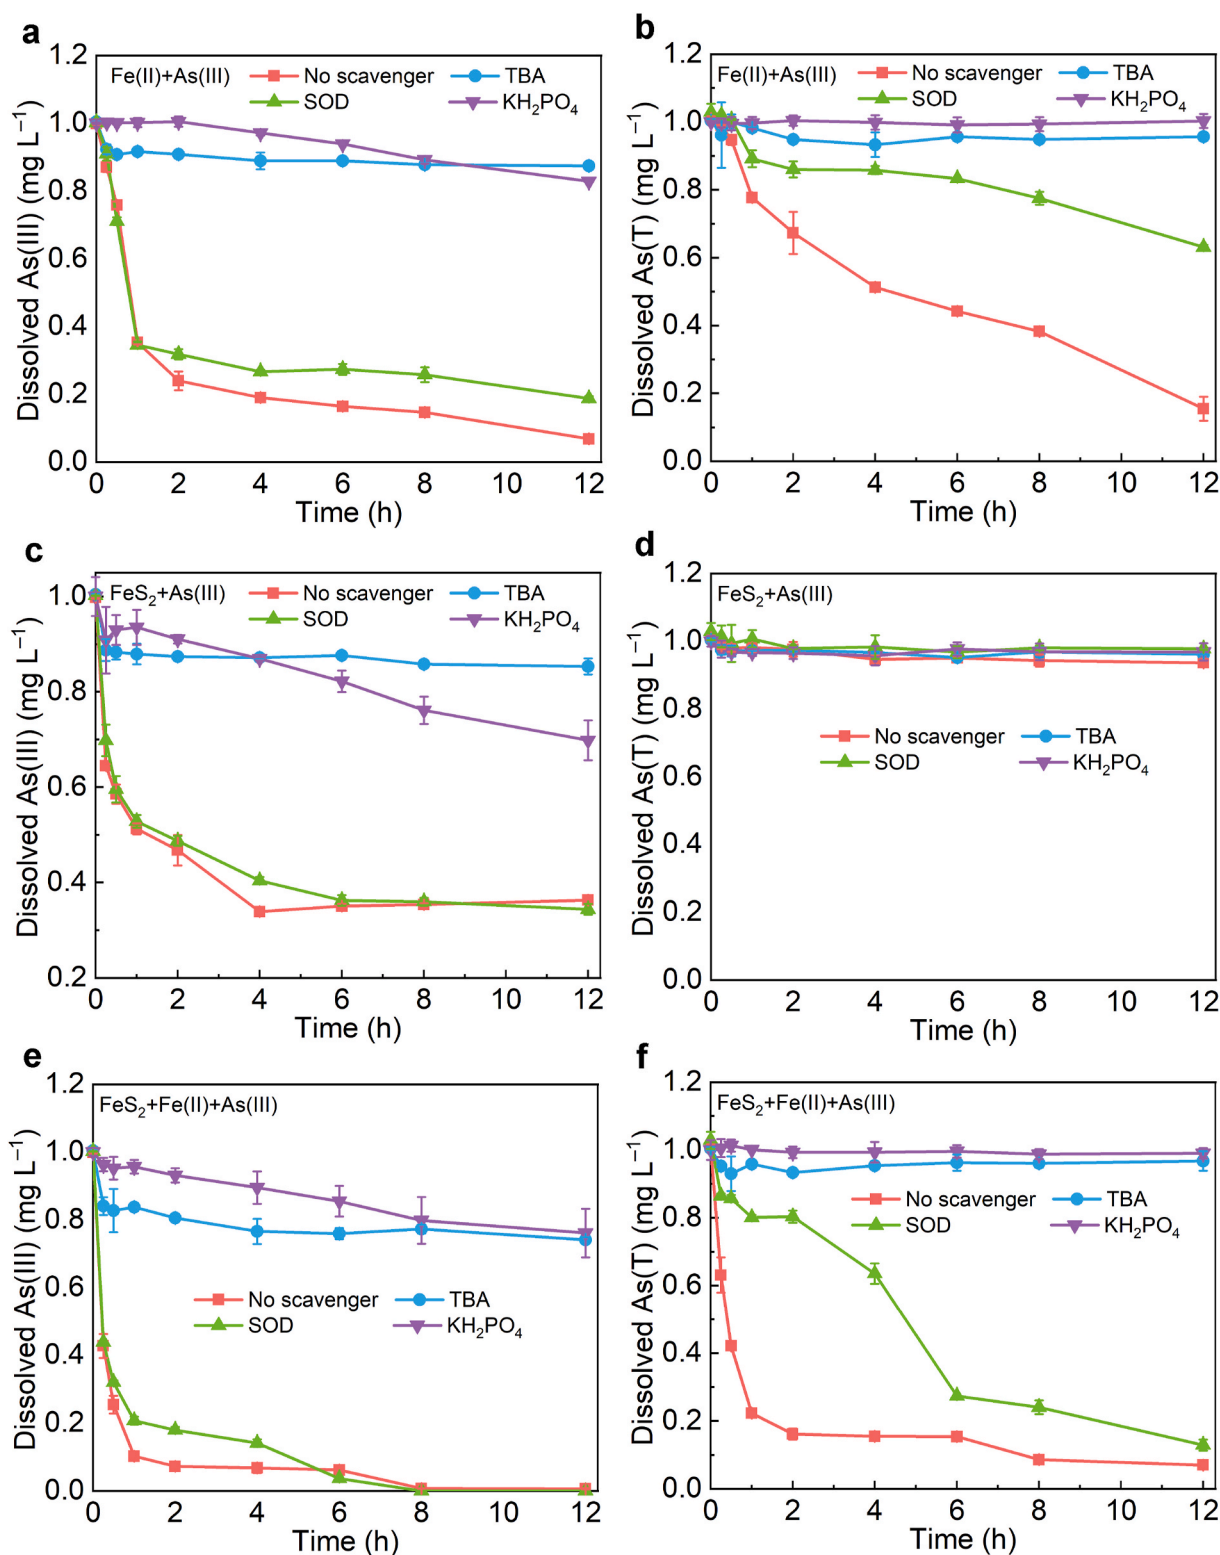 a
Fe(II)+As(III)
No scavenger
TBA
SOD
KH₂PO₄
Dissolved As(III) (mg L⁻¹)
1.2
1.0
0.8
0.6
0.4
0.2
0.0
0 2 4 6 8 10 12
Time (h)
b
Fe(II)+As(III)
No scavenger
TBA
SOD
KH₂PO₄
Dissolved As(T) (mg L⁻¹)
1.2
1.0
0.8
0.6
0.4
0.2
0.0
0 2 4 6 8 10 12
Time (h)
c
FeS₂+As(III)
No scavenger
TBA
SOD
KH₂PO₄
Dissolved As(III) (mg L⁻¹)
1.0
0.8
0.6
0.4
0.2
0 2 4 6 8 10 12
Time (h)
d
FeS₂+As(III)
No scavenger
TBA
SOD
KH₂PO₄
Dissolved As(T) (mg L⁻¹)
1.2
1.0
0.8
0.6
0.4
0.2
0.0
0 2 4 6 8 10 12
Time (h)
e
FeS₂+Fe(II)+As(III)
No scavenger
TBA
SOD
KH₂PO₄
Dissolved As(III) (mg L⁻¹)
1.2
1.0
0.8
0.6
0.4
0.2
0.0
0 2 4 6 8 10 12
Time (h)
f
FeS₂+Fe(II)+As(III)
No scavenger
TBA
SOD
KH₂PO₄
Dissolved As(T) (mg L⁻¹)
1.2
1.0
0.8
0.6
0.4
0.2
0.0
0 2 4 6 8 10 12
Time (h)